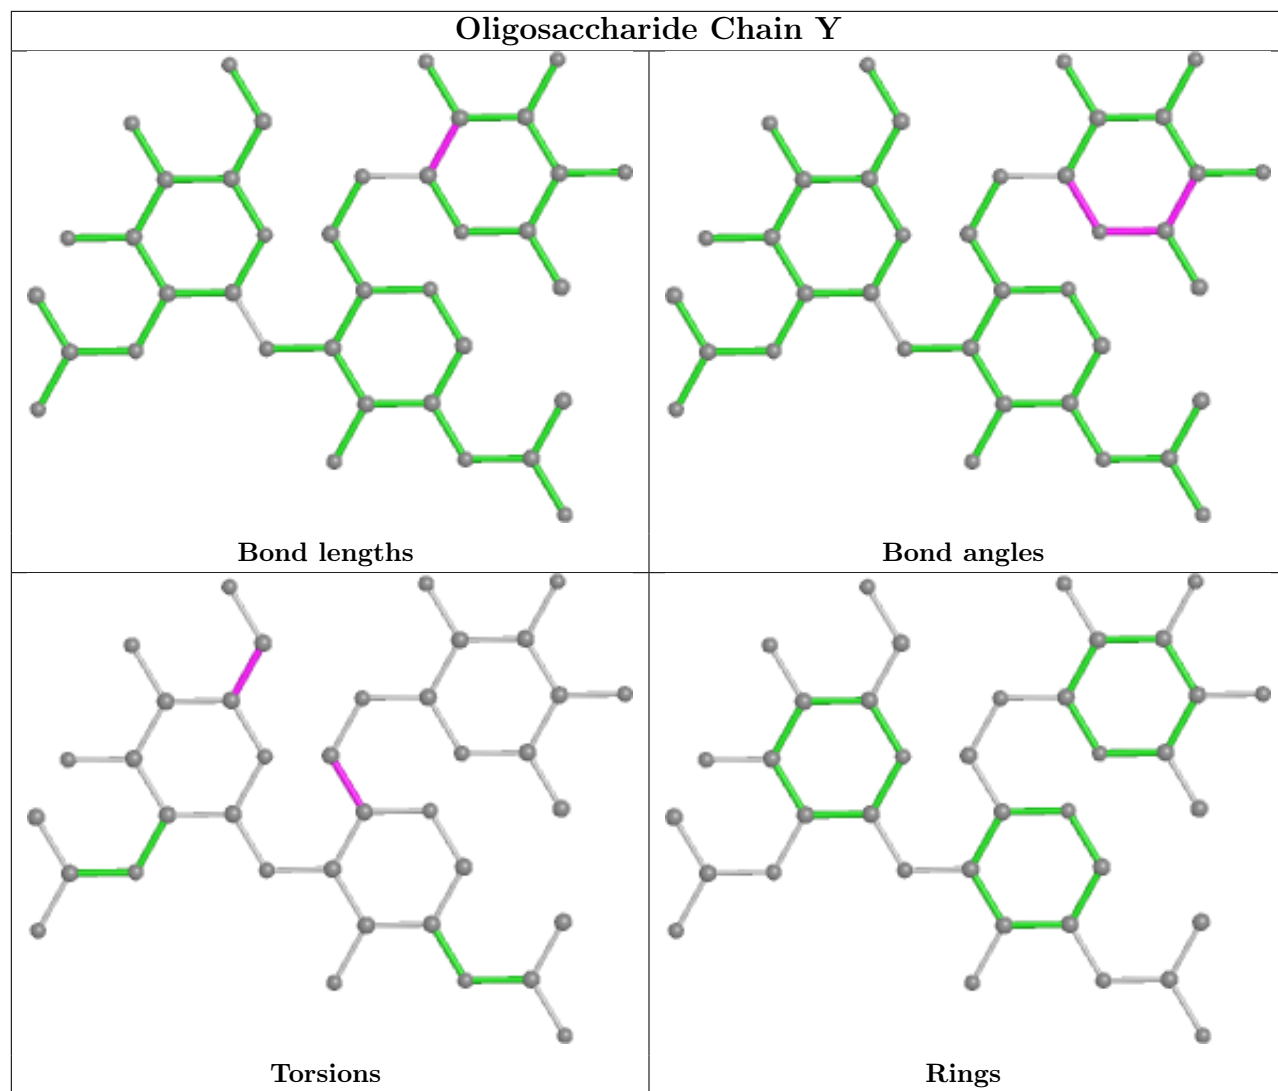 Oligosaccharide Chain Y
Bond lengths
Bond angles
Torsions
Rings